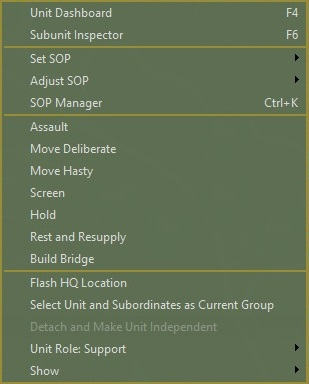 Unit Dashboard F4
Subunit Inspector F6
Set SOP
Adjust SOP
SOP Manager Ctrl+K
Assault
Move Deliberate
Move Hasty
Screen
Hold
Rest and Resupply
Build Bridge
Flash HQ Location
Select Unit and Subordinates as Current Group
Detach and Make Unit Independent
Unit Role: Support
Show